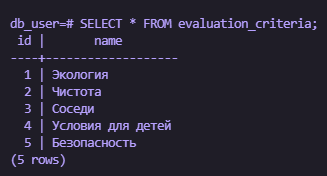 db_user=# SELECT * FROM evaluation_criteria;
 id |        name
----+--------------------
  1 | Экология
  2 | Чистота
  3 | Соседи
  4 | Условия для детей
  5 | Безопасность
(5 rows)